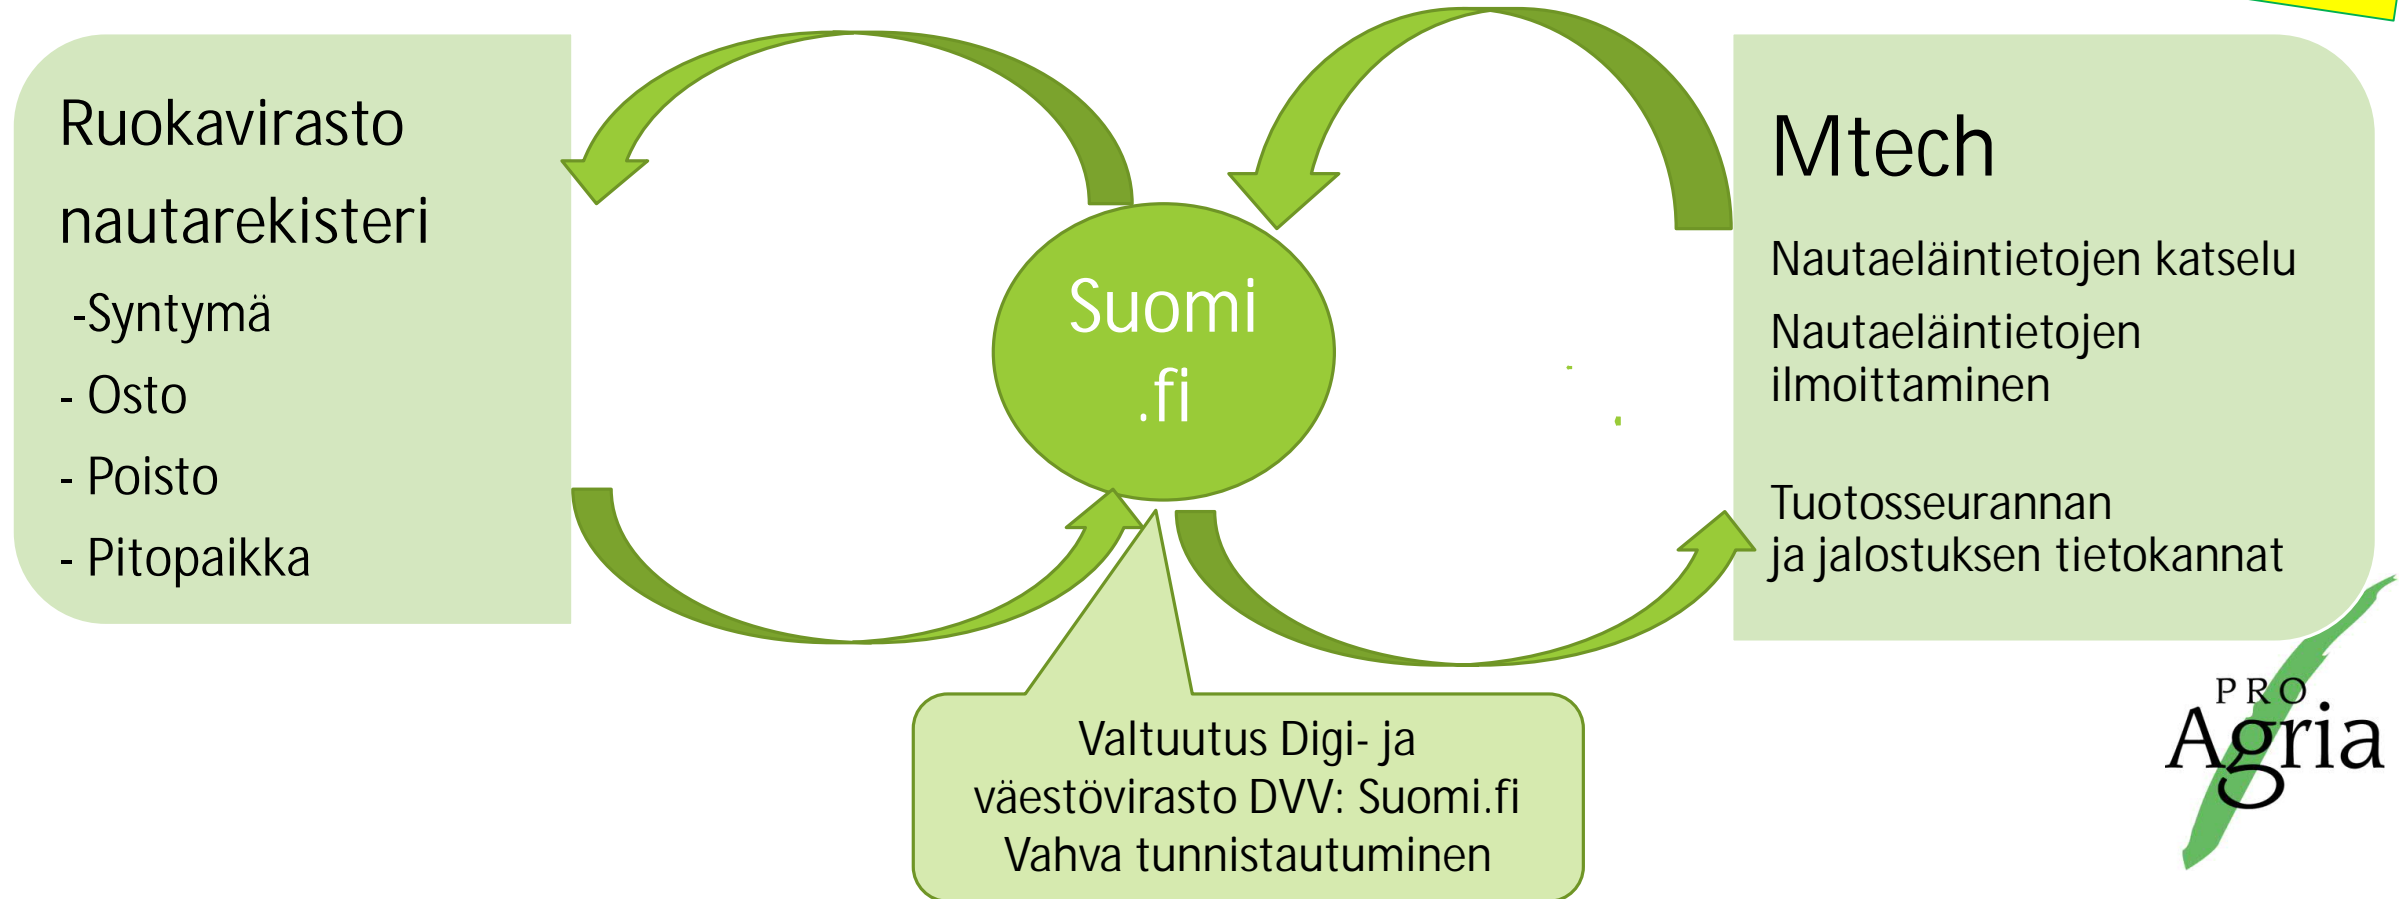 Ruokavirasto
nautarekisteri
-Syntymä
- Osto
- Poisto
- Pitopaikka
Suomi
.fi
Mtech
Nautaeläintietojen katselu
Nautaeläintietojen
ilmoittaminen
Tuotosseurannan
ja jalostuksen tietokannat
Valtuutus Digi- ja
väestövirasto DVV: Suomi.fi
Vahva tunnistautuminen
PRO
Agria